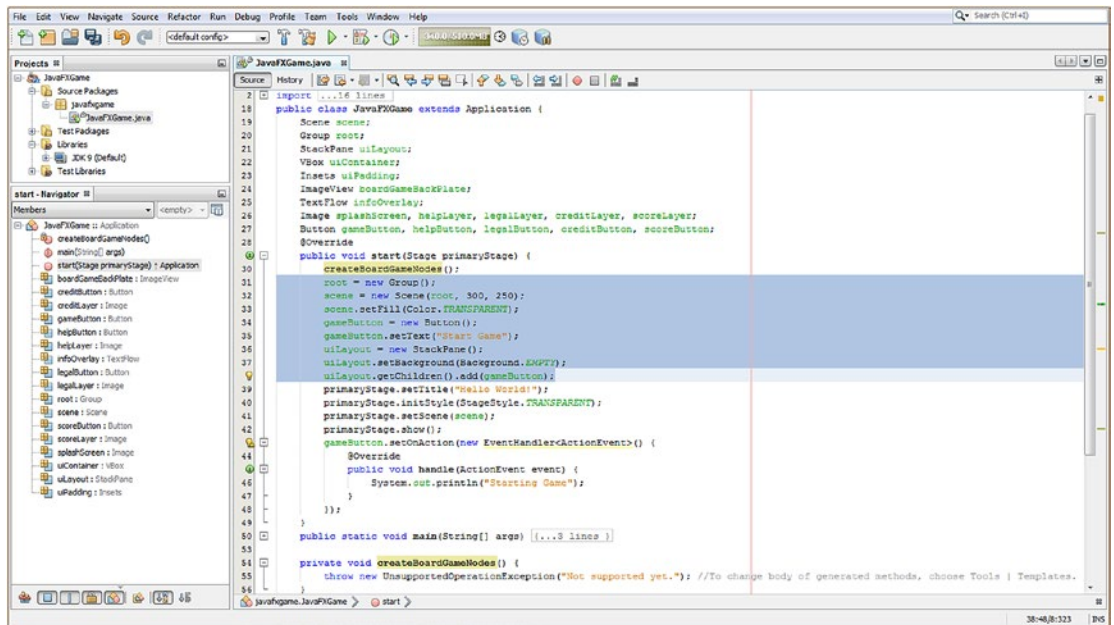 File Edit View Navigate Source Refactor Run Debug Profile Team Tools Window Help
Search (Ctrl+I)
<default config>
Projects
JavaFXGame
Source Packages
javafxgame
JavaFXGame.java
Test Packages
Libraries
JDK 9 (Default)
Test Libraries
start - Navigator
Members
<empty>
JavaFXGame :: Application
createBoardGameNodes()
main(String[] args)
start(Stage primaryStage) ↑ Application
boardGameBackPlate : ImageView
creditButton : Button
creditLayer : Image
gameButton : Button
helpButton : Button
helpLayer : Image
infoOverlay : TextFlow
legalButton : Button
legalLayer : Image
root : Group
scene : Scene
scoreButton : Button
scoreLayer : Image
splashScreen : Image
uiContainer : VBox
uiLayout : StackPane
uiPadding : Insets
JavaFXGame.java
Source History
2 import ...16 lines
18 public class JavaFXGame extends Application {
19 Scene scene;
20 Group root;
21 StackPane uiLayout;
22 VBox uiContainer;
23 Insets uiPadding;
24 ImageView boardGameBackPlate;
25 TextFlow infoOverlay;
26 Image splashScreen, helpLayer, legalLayer, creditLayer, scoreLayer;
27 Button gameButton, helpButton, legalButton, creditButton, scoreButton;
28 @Override
public void start(Stage primaryStage) {
30 createBoardGameNodes();
31 root = new Group();
32 scene = new Scene(root, 300, 250);
33 scene.setFill(Color.TRANSPARENT);
34 gameButton = new Button();
35 gameButton.setText("Start Game");
36 uiLayout = new StackPane();
37 uiLayout.setBackground(Background.EMPTY);
uiLayout.getChildren().add(gameButton);
39 primaryStage.setTitle("Hello World!");
40 primaryStage.initStyle(StageStyle.TRANSPARENT);
41 primaryStage.setScene(scene);
42 primaryStage.show();
gameButton.setOnAction(new EventHandler<ActionEvent>() {
44 @Override
public void handle(ActionEvent event) {
46 System.out.println("Starting Game");
47 }
48 });
49 }
50 public static void main(String[] args) {...3 lines }
53
54 private void createBoardGameNodes() {
55 throw new UnsupportedOperationException("Not supported yet."); //To change body of generated methods, choose Tools | Templates.
56 }
javafxgame.JavaFXGame start
38:48/8:323 INS